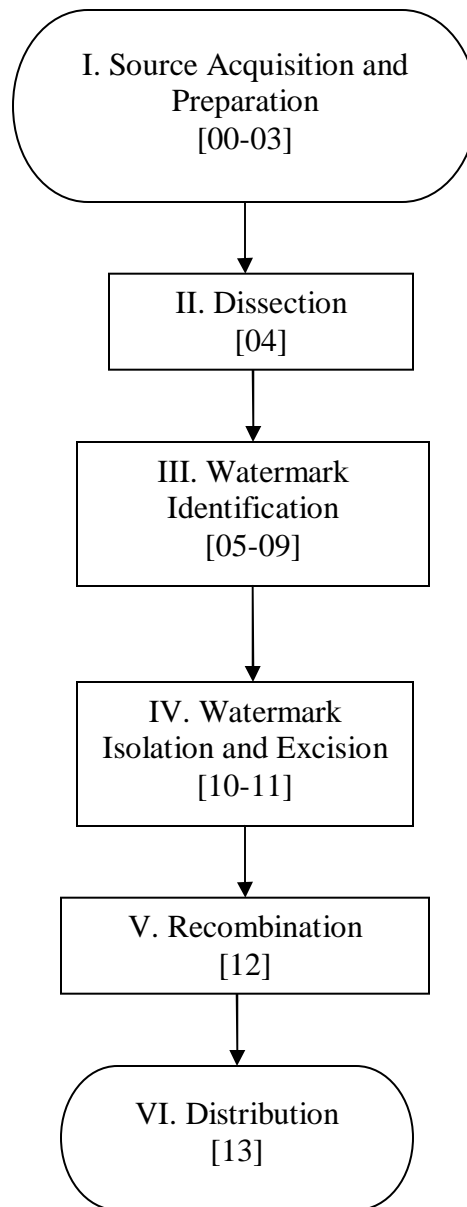 I. Source Acquisition and
Preparation
[00-03]
II. Dissection
[04]
III. Watermark
Identification
[05-09]
IV. Watermark
Isolation and Excision
[10-11]
V. Recombination
[12]
VI. Distribution
[13]